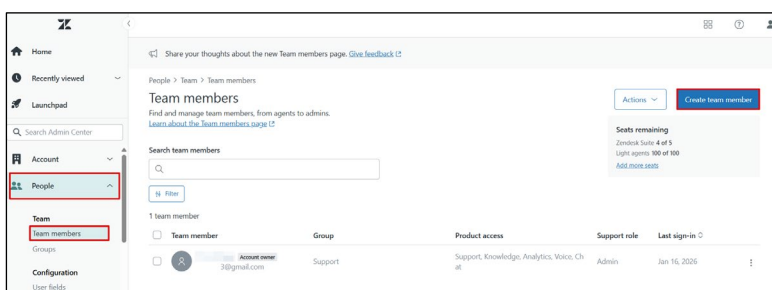 Home
Share your thoughts about the new Team members page. Give feedback
Recently viewed
People > Team > Team members
Launchpad
Team members
Actions
Create team member
Find and manage team members, from agents to admins.
Learn about the Team members page
Search Admin Center
Seats remaining
Zendesk Suite 4 of 5
Light agents 100 of 100
Add more seats
Account
Search team members
People
Filter
Team
1 team member
Team members
Team member Group Product access Support role Last sign-in
Groups
Account owner
3@gmail.com
Support
Support, Knowledge, Analytics, Voice, Ch
at
Admin
Jan 16, 2026
Configuration
User fields